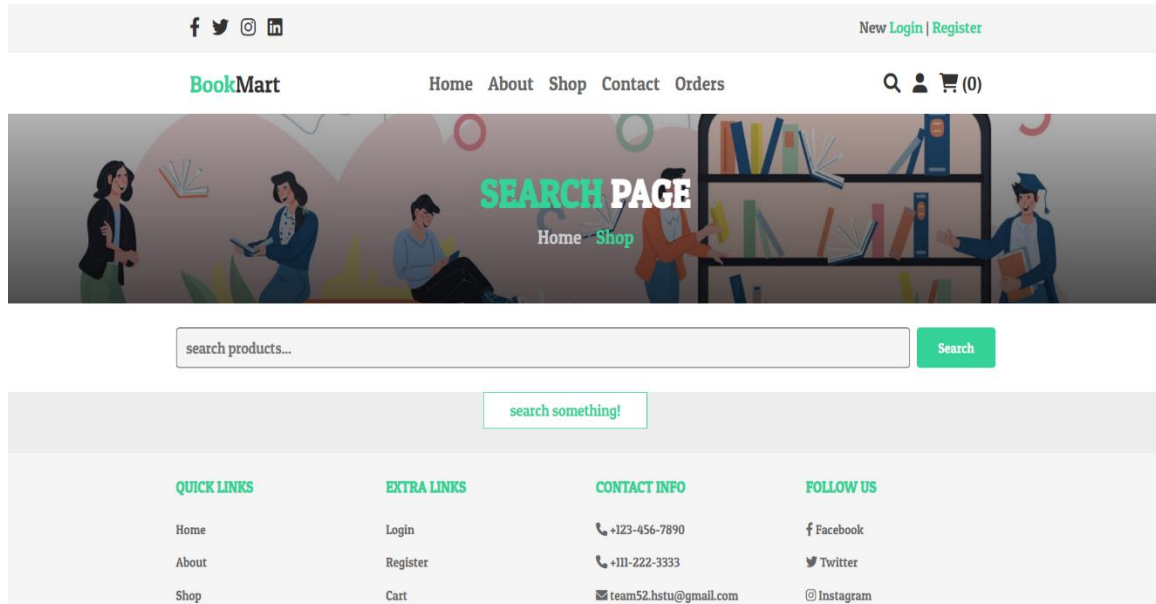 New Login | Register
BookMart
Home About Shop Contact Orders
(0)
SEARCH PAGE
Home Shop
search products...
Search
search something!
QUICK LINKS
Home
About
Shop
EXTRA LINKS
Login
Register
Cart
CONTACT INFO
+123-456-7890
+111-222-3333
team52.hstu@gmail.com
FOLLOW US
Facebook
Twitter
Instagram